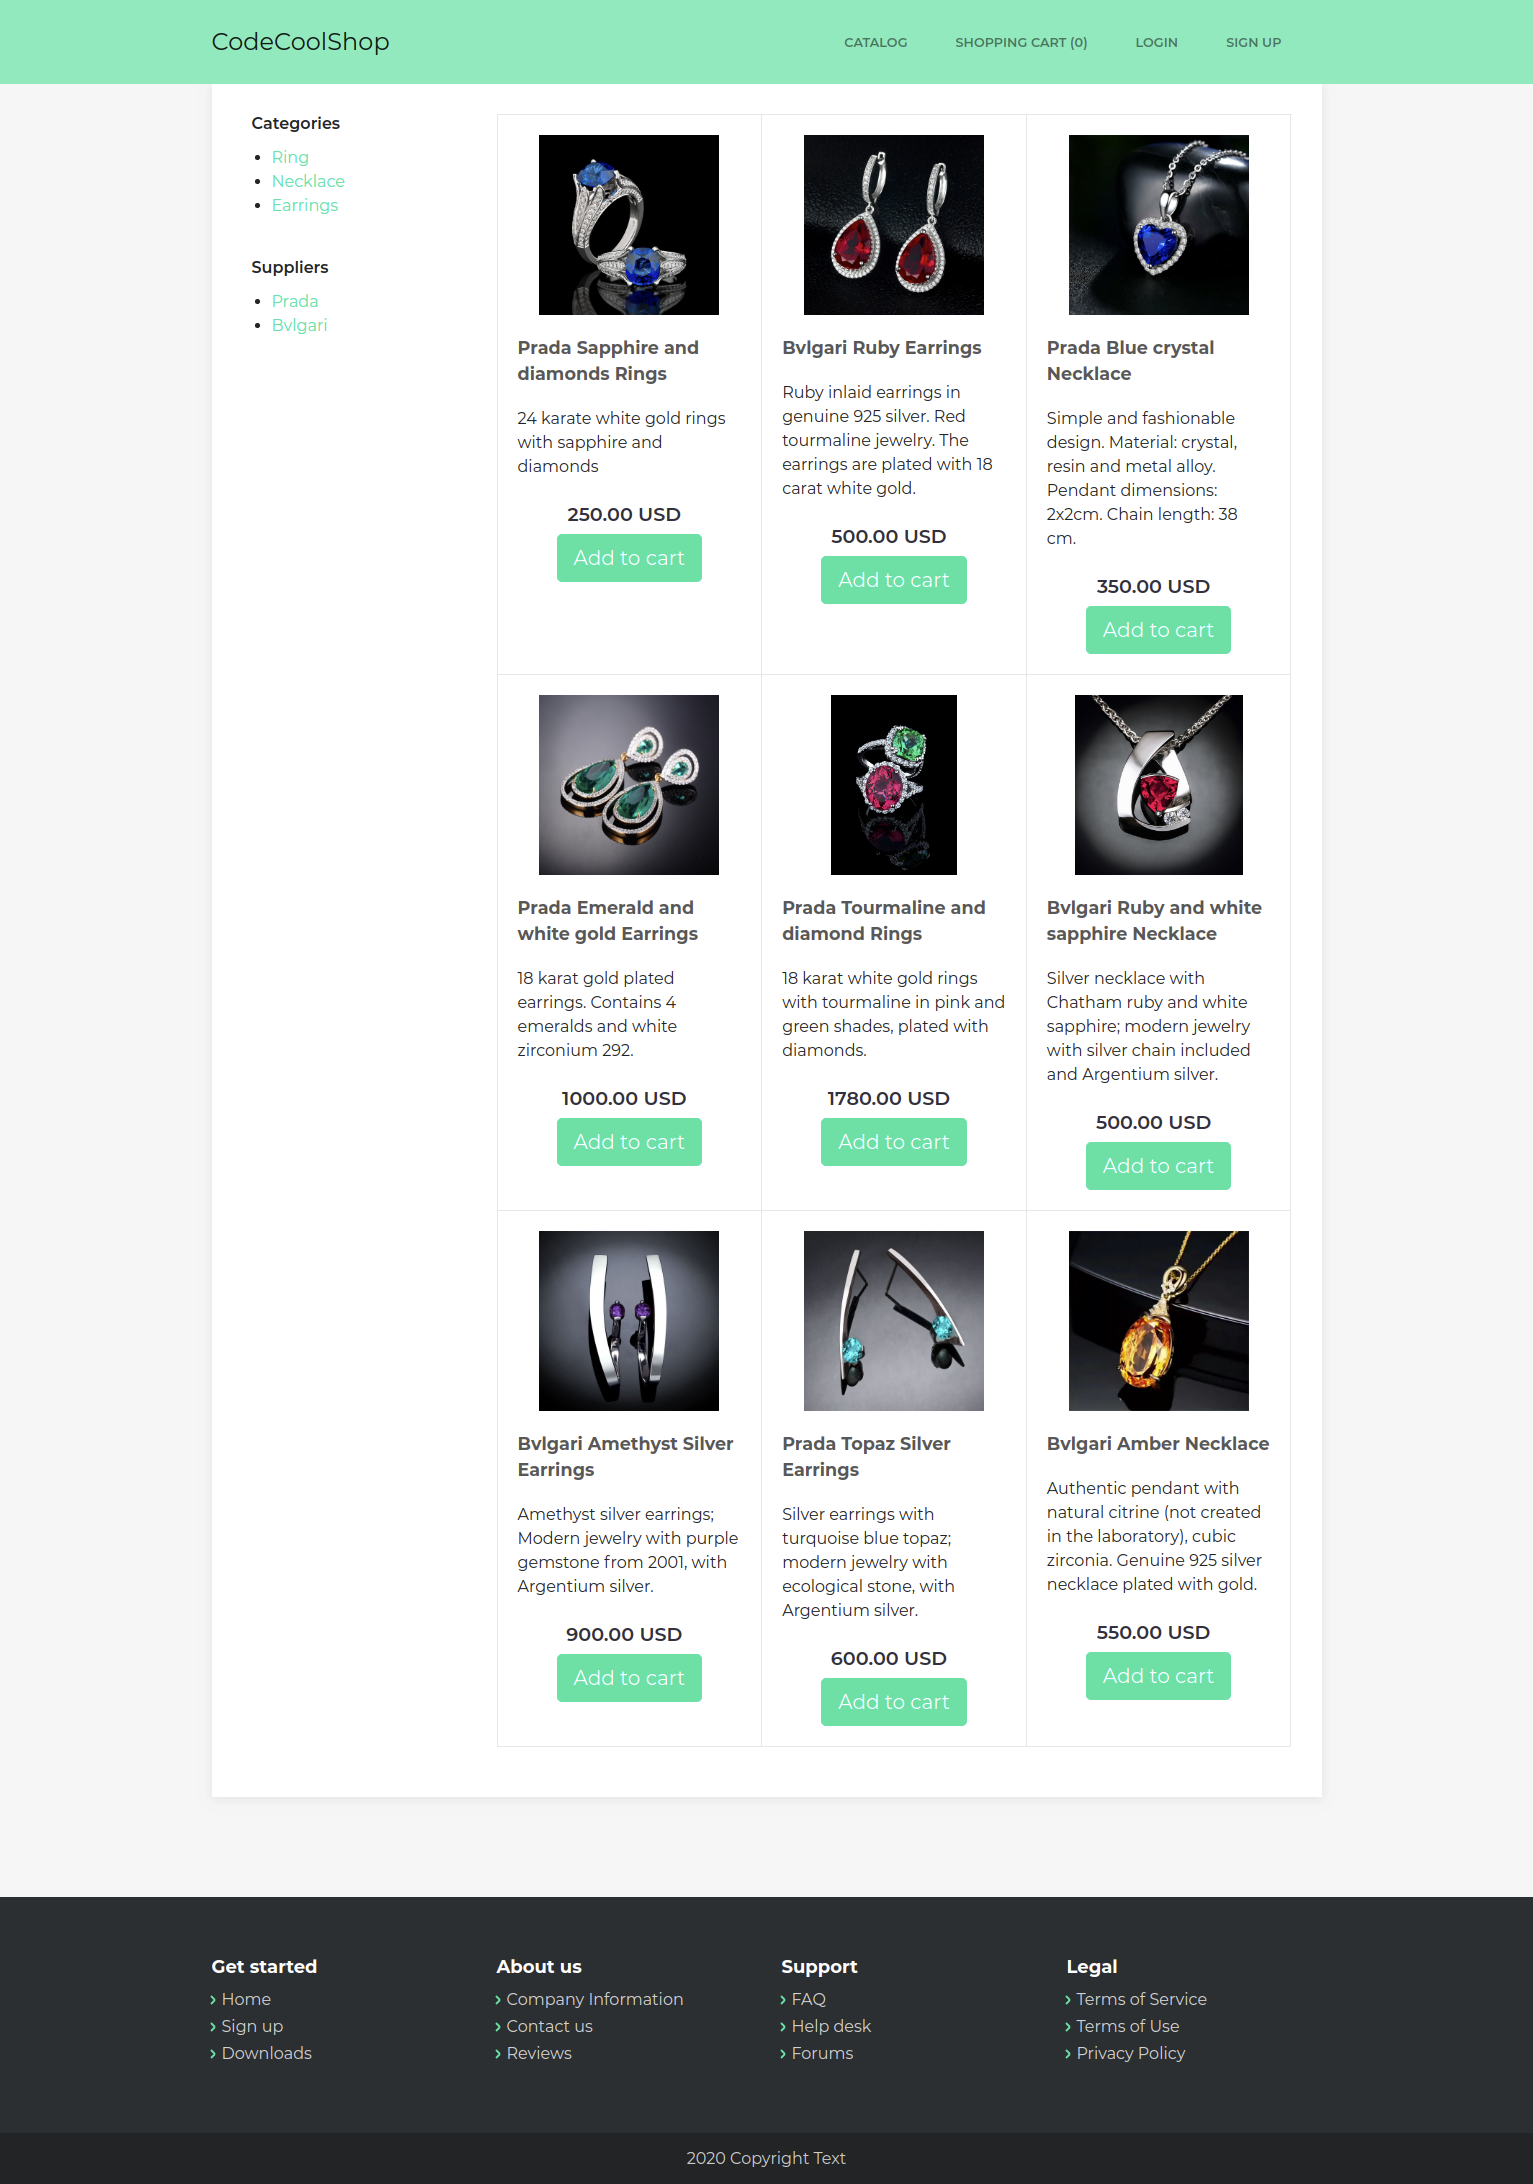 CodeCoolShop
CATALOG
SHOPPING CART (0)
LOGIN
SIGN UP
Categories
Ring
Necklace
Earrings
Suppliers
Prada
Bvlgari
Prada Sapphire and
diamonds Rings
24 karate white gold rings
with sapphire and
diamonds
250.00 USD
Add to cart
Bvlgari Ruby Earrings
Ruby inlaid earrings in
genuine 925 silver. Red
tourmaline jewelry. The
earrings are plated with 18
carat white gold.
500.00 USD
Add to cart
Prada Blue crystal
Necklace
Simple and fashionable
design. Material: crystal,
resin and metal alloy.
Pendant dimensions:
2x2cm. Chain length: 38
cm.
350.00 USD
Add to cart
Prada Emerald and
white gold Earrings
18 karat gold plated
earrings. Contains 4
emeralds and white
zirconium 292.
1000.00 USD
Add to cart
Prada Tourmaline and
diamond Rings
18 karat white gold rings
with tourmaline in pink and
green shades, plated with
diamonds.
1780.00 USD
Add to cart
Bvlgari Ruby and white
sapphire Necklace
Silver necklace with
Chatham ruby and white
sapphire; modern jewelry
with silver chain included
and Argentium silver.
500.00 USD
Add to cart
Bvlgari Amethyst Silver
Earrings
Amethyst silver earrings;
Modern jewelry with purple
gemstone from 2001, with
Argentium silver.
900.00 USD
Add to cart
Prada Topaz Silver
Earrings
Silver earrings with
turquoise blue topaz;
modern jewelry with
ecological stone, with
Argentium silver.
600.00 USD
Add to cart
Bvlgari Amber Necklace
Authentic pendant with
natural citrine (not created
in the laboratory), cubic
zirconia. Genuine 925 silver
necklace plated with gold.
550.00 USD
Add to cart
Get started
Home
Sign up
Downloads
About us
Company Information
Contact us
Reviews
Support
FAQ
Help desk
Forums
Legal
Terms of Service
Terms of Use
Privacy Policy
2020 Copyright Text